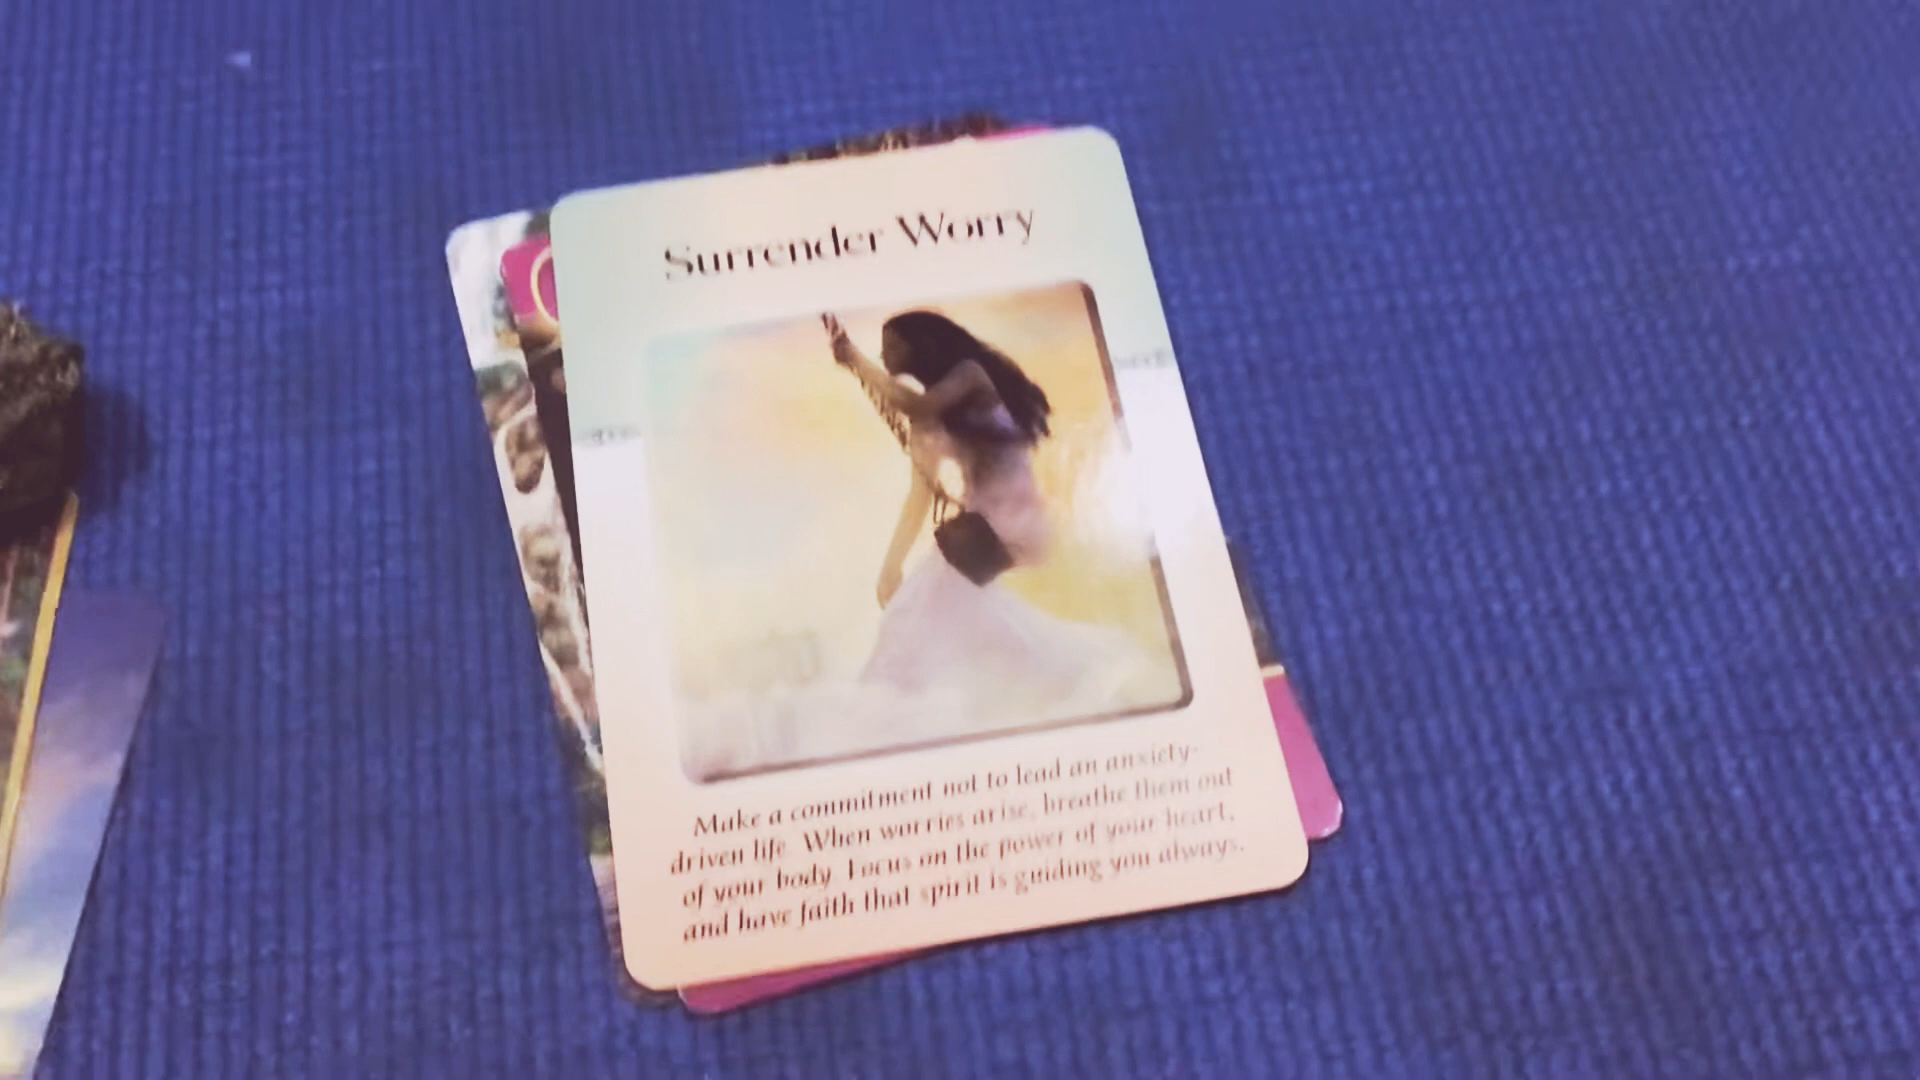 Surrender Worry
Make a commitment not to lead an anxiety-
driven life. When worries arise, breathe them out
of your body. Focus on the power of your heart,
and have faith that spirit is guiding you always.